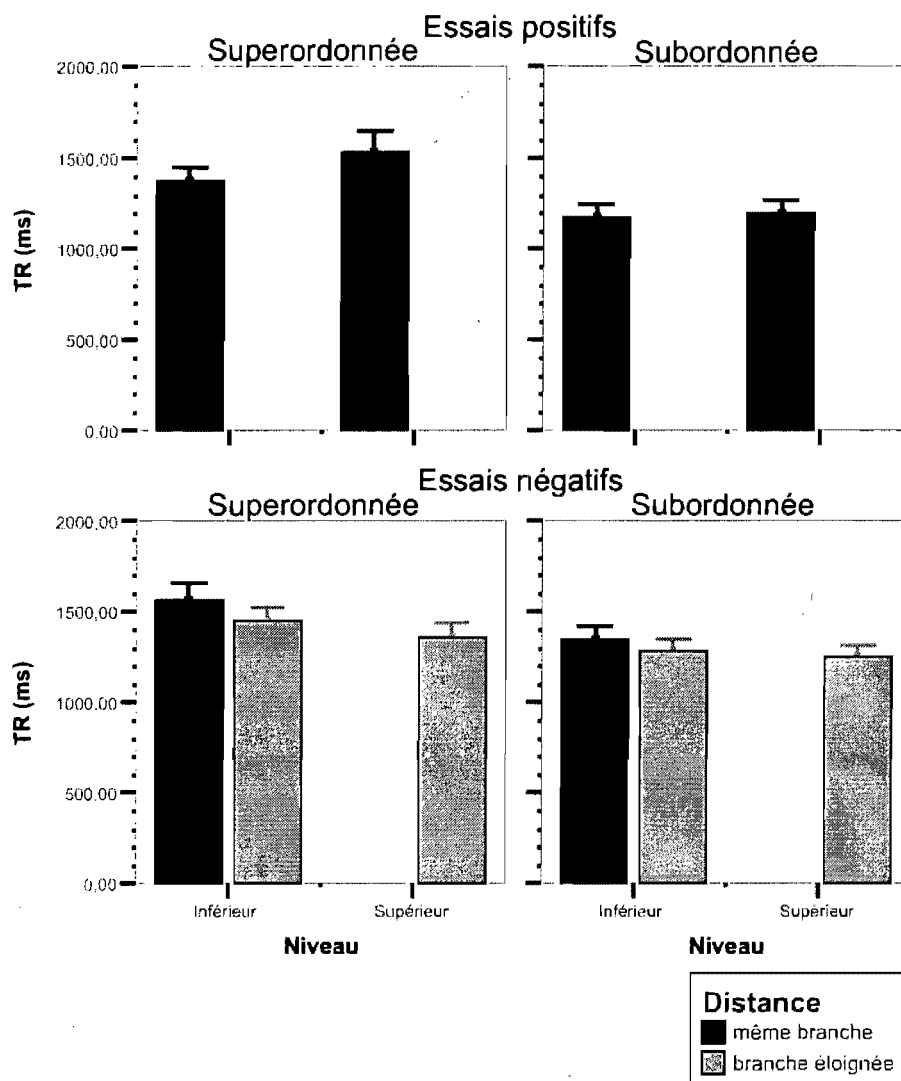 Essais positifs
Superordonnée
Subordonnée
2000,00
1500,00
1000,00
500,00
0,00
TR (ms)
Essais négatifs
Superordonnée
Subordonnée
2000,00
1500,00
1000,00
500,00
0,00
TR (ms)
Inférieur
Supérieur
Inférieur
Supérieur
Niveau
Niveau
Distance
même branche
branche éloignée